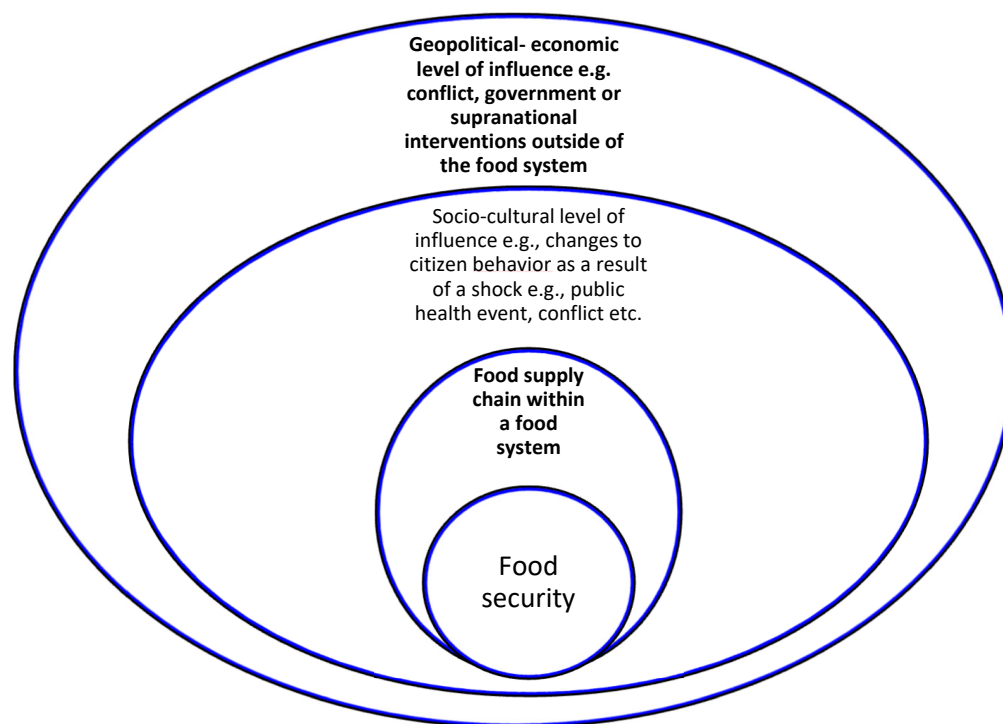 Geopolitical- economic
level of influence e.g.
conflict, government or
supranational
interventions outside of
the food system
Socio-cultural level of
influence e.g., changes to
citizen behavior as a result
of a shock e.g., public
health event, conflict etc.
Food supply
chain within
a food
system
Food
security